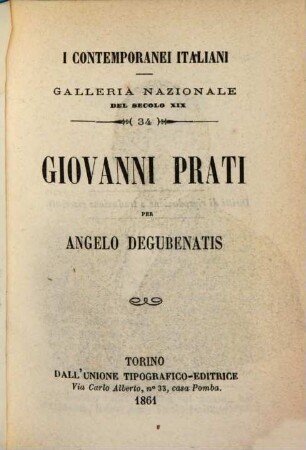 I CONTEMPORANEI ITALIANI
GALLERIA NAZIONALE
DEL SECOLO XIX
( 34 )
GIOVANNI PRATI
PER
ANGELO DEGUBENATIS
TORINO
DALL'UNIONE TIPOGRAFICO-EDITRICE
Via Carlo Alberto, nº 33, casa Pomba.
1861